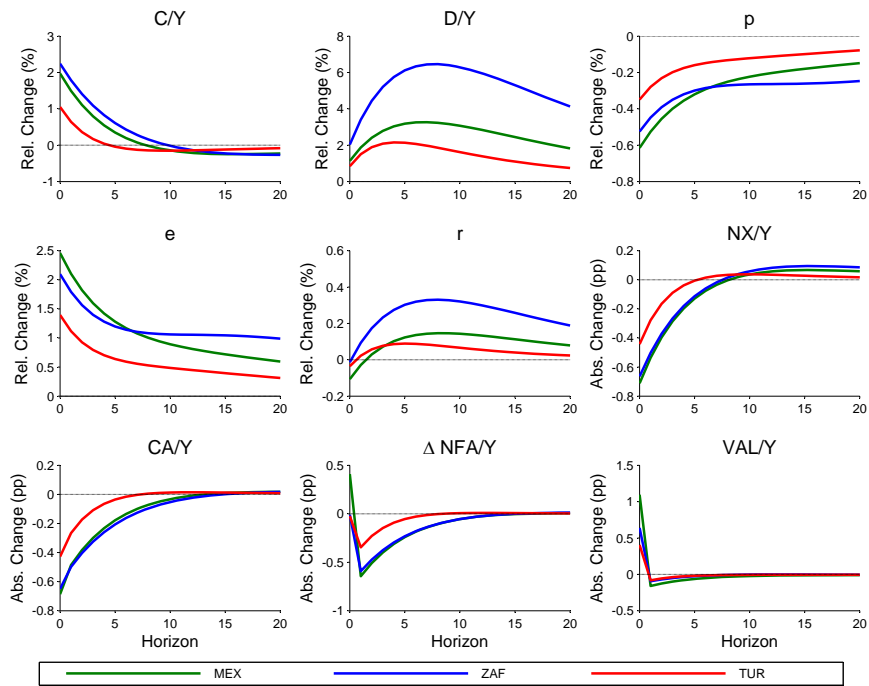 C/Y D/Y p
Rel. Change (%) 3 2 1 0 -1 0 5 10 15 20
Rel. Change (%) 8 6 4 2 0 0 5 10 15 20
Rel. Change (%) 0 -0.2 -0.4 -0.6 -0.8 0 5 10 15 20
e r NX/Y
Rel. Change (%) 2.5 2 1.5 1 0.5 0 0 5 10 15 20
Rel. Change (%) 0.6 0.4 0.2 0 -0.2 0 5 10 15 20
Abs. Change (pp) 0.2 0 -0.2 -0.4 -0.6 -0.8 0 5 10 15 20
CA/Y Δ NFA/Y VAL/Y
Abs. Change (pp) 0.2 0 -0.2 -0.4 -0.6 -0.8 0 5 10 15 20
Abs. Change (pp) 0.5 0 -0.5 -1 0 5 10 15 20
Abs. Change (pp) 1.5 1 0.5 0 -0.5 0 5 10 15 20
Horizon Horizon Horizon
MEX ZAF TUR